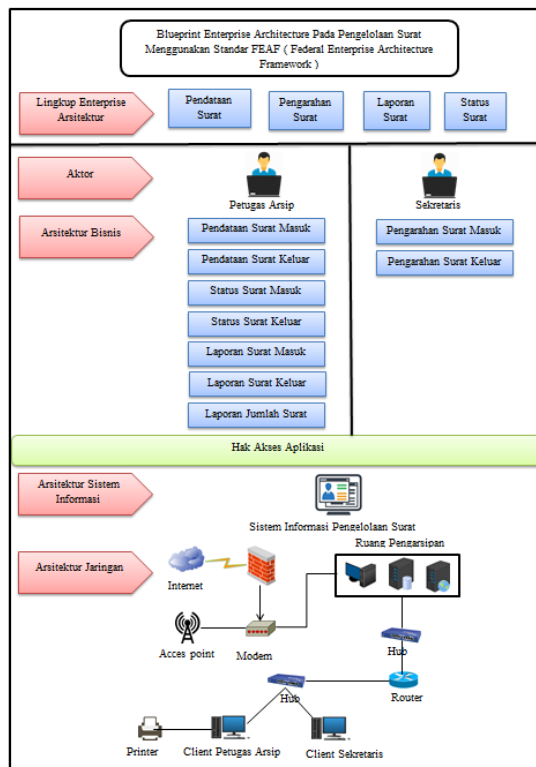 Blueprint Enterprise Architecture Pada Pengelolaan Surat
Menggunakan Standar FEAF ( Federal Enterprise Architecture
Framework )
Lingkup Enterprise
Arsitektur
Pendataan
Surat
Pengarahan
Surat
Laporan
Surat
Status
Surat
Aktor
Petugas Arsip
Sekretaris
Arsitektur Bisnis
Pendataan Surat Masuk
Pendataan Surat Keluar
Status Surat Masuk
Status Surat Keluar
Laporan Surat Masuk
Laporan Surat Keluar
Laporan Jumlah Surat
Pengarahan Surat Masuk
Pengarahan Surat Keluar
Hak Akses Aplikasi
Arsitektur Sistem
Informasi
Sistem Informasi Pengelolaan Surat
Ruang Pengarsipan
Arsitektur Jaringan
Internet
Acces point
Modem
Hub
Router
Hub
Printer
Client Petugas Arsip
Client Sekretaris